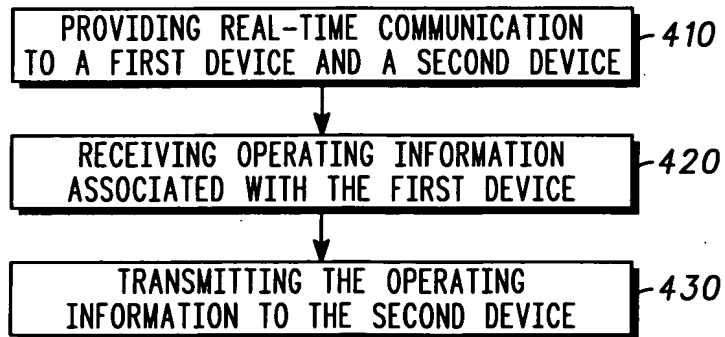 PROVIDING REAL-TIME COMMUNICATION
TO A FIRST DEVICE AND A SECOND DEVICE
410
RECEIVING OPERATING INFORMATION
ASSOCIATED WITH THE FIRST DEVICE
420
TRANSMITTING THE OPERATING
INFORMATION TO THE SECOND DEVICE
430